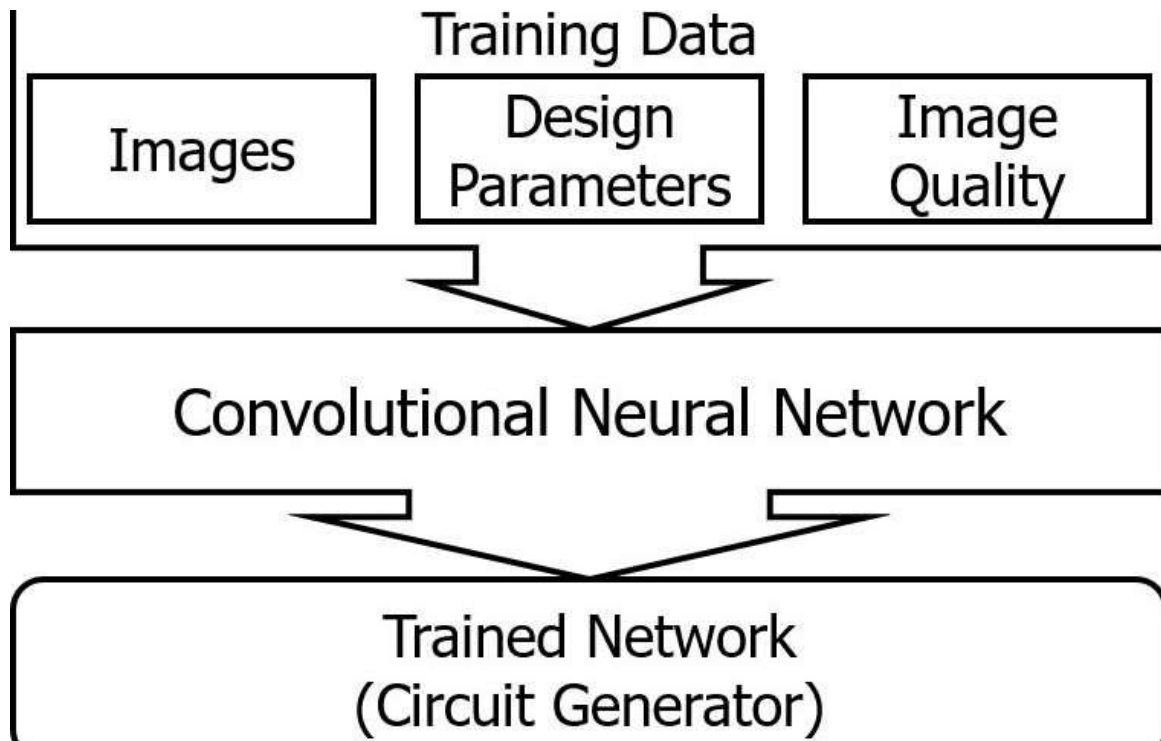 Training Data
Images
Design
Parameters
Image
Quality
Convolutional Neural Network
Trained Network
(Circuit Generator)